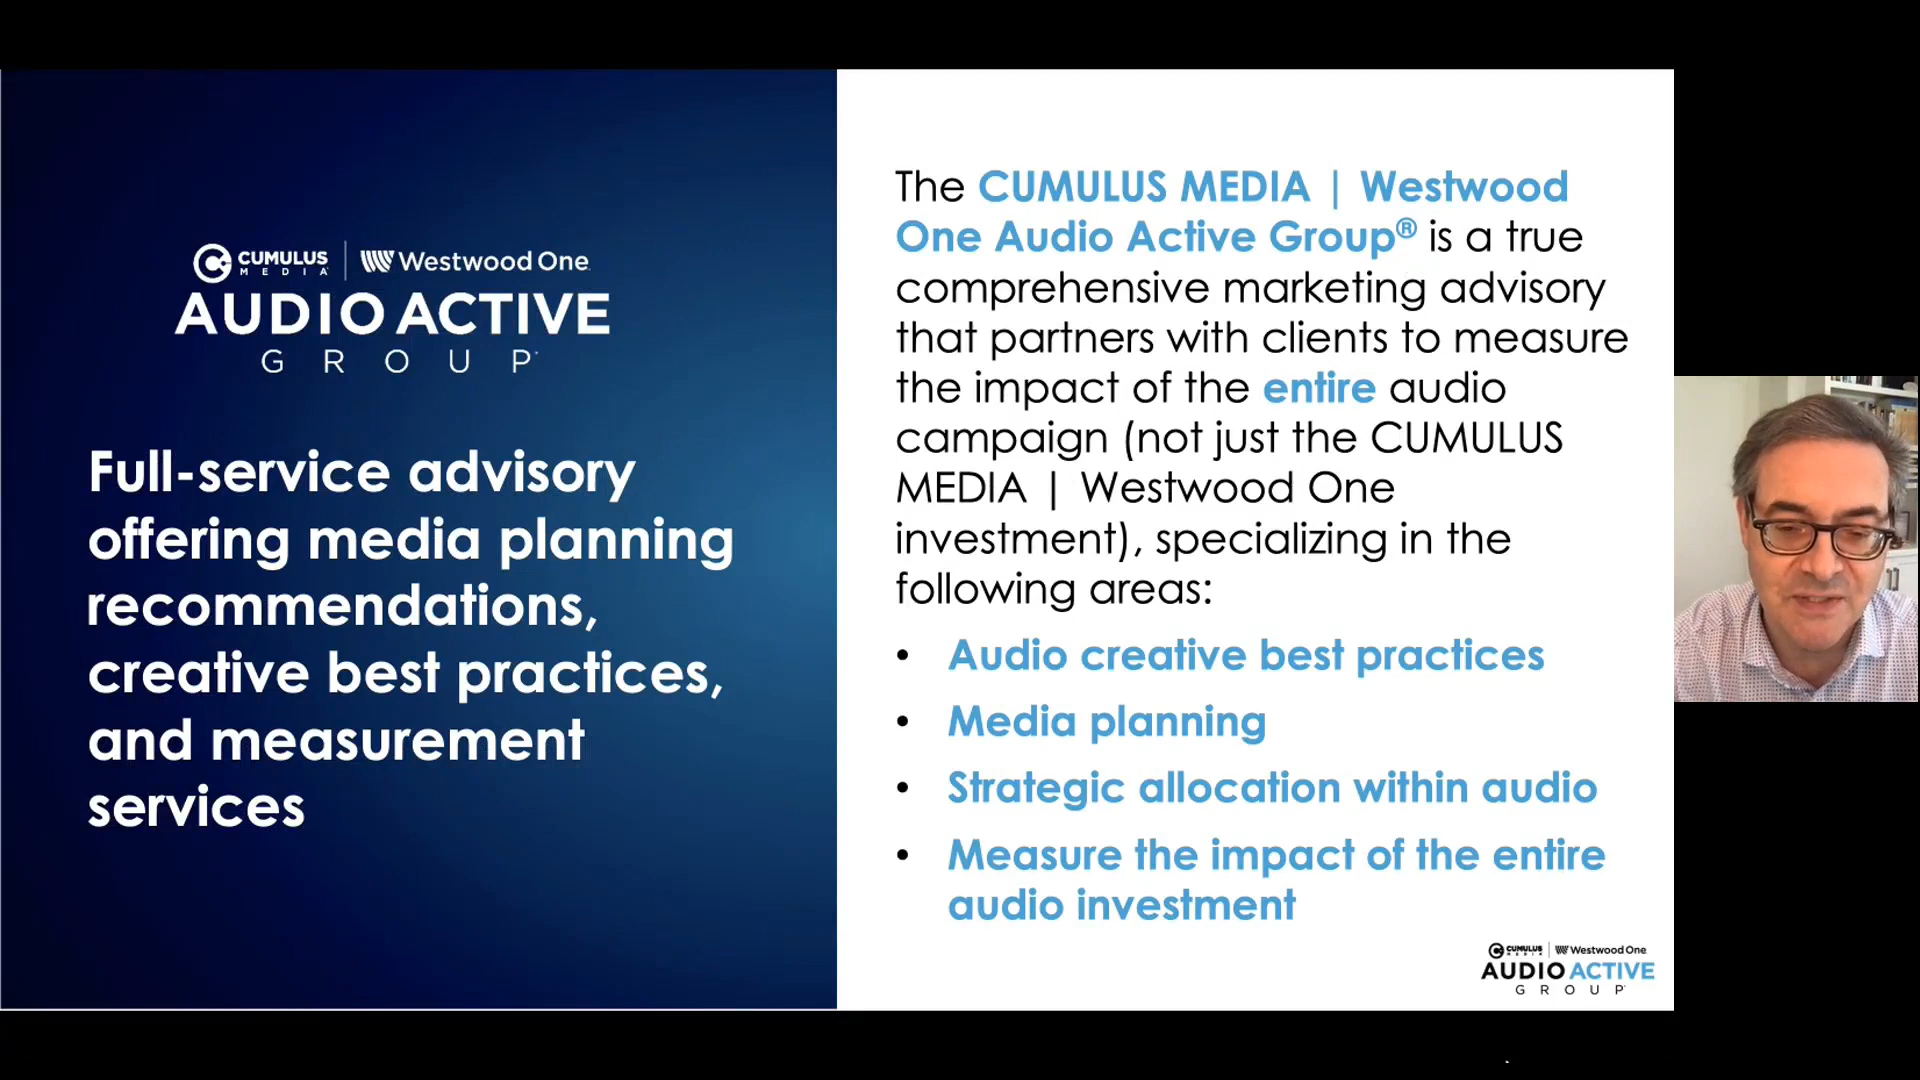 CUMULUS MEDIA | Westwood One
AUDIO ACTIVE
GROUP
Full-service advisory
offering media planning
recommendations,
creative best practices,
and measurement
services
The CUMULUS MEDIA | Westwood
One Audio Active Group® is a true
comprehensive marketing advisory
that partners with clients to measure
the impact of the entire audio
campaign (not just the CUMULUS
MEDIA | Westwood One
investment), specializing in the
following areas:
• Audio creative best practices
• Media planning
• Strategic allocation within audio
• Measure the impact of the entire
audio investment
CUMULUS MEDIA | Westwood One
AUDIO ACTIVE
GROUP